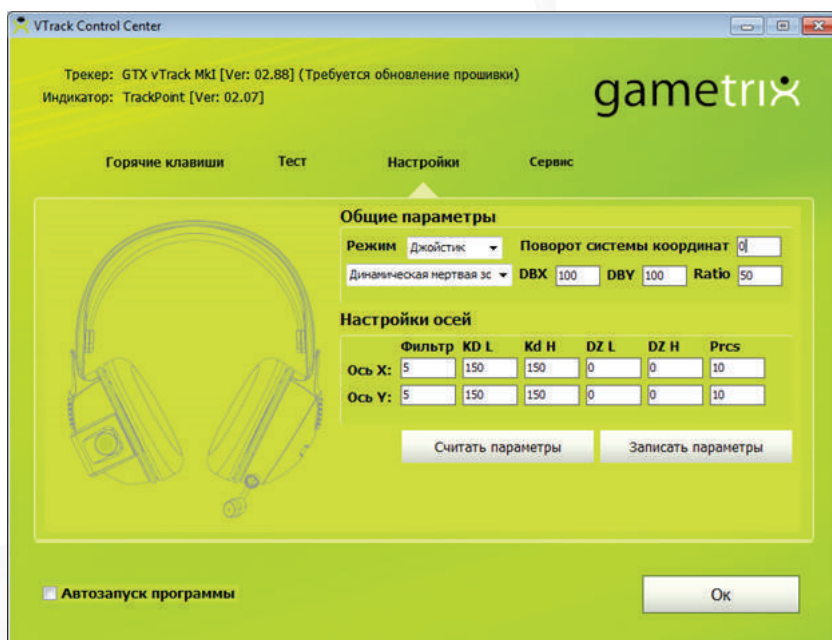 VTrack Control Center
Трекер: GTX vTrack MkI [Ver: 02.88] (Требуется обновление прошивки)
Индикатор: TrackPoint [Ver: 02.07]
gametrix
Горячие клавиши Тест Настройки Сервис
Общие параметры
Режим Джойстик Поворот системы координат 0
Динамическая мертвая зс DBX 100 DBY 100 Ratio 50
Настройки осей
Фильтр KD L Kd H DZ L DZ H Prcs
Ось X: 5 150 150 0 0 10
Ось Y: 5 150 150 0 0 10
Считать параметры Записать параметры
Автозапуск программы
Ок